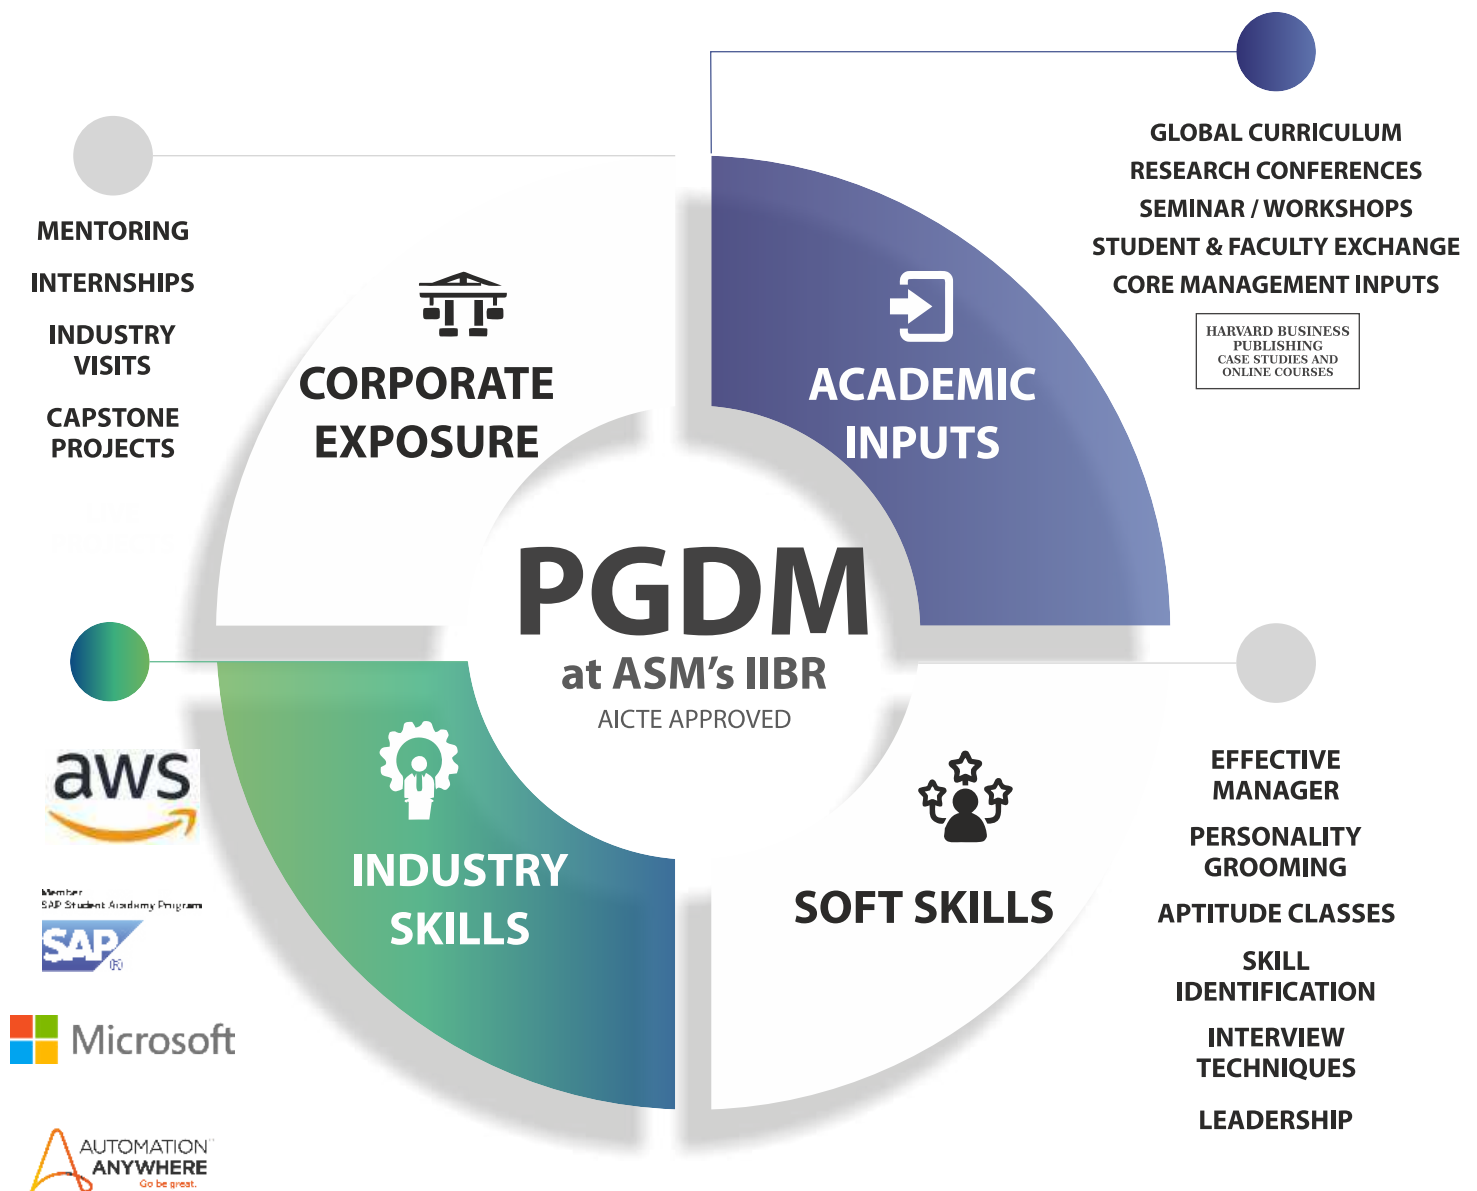 GLOBAL CURRICULUM
RESEARCH CONFERENCES
SEMINAR / WORKSHOPS
STUDENT & FACULTY EXCHANGE
CORE MANAGEMENT INPUTS
HARVARD BUSINESS
PUBLISHING
CASE STUDIES AND
ONLINE COURSES
MENTORING
INTERNSHIPS
INDUSTRY
VISITS
CAPSTONE
PROJECTS
CORPORATE
EXPOSURE
ACADEMIC
INPUTS
PGDM
at ASM's IIBR
AICTE APPROVED
INDUSTRY
SKILLS
SOFT SKILLS
aws
Member
SAP Student Academy Program
SAP®
Microsoft
AUTOMATION
ANYWHERE
Go be great.
EFFECTIVE
MANAGER
PERSONALITY
GROOMING
APTITUDE CLASSES
SKILL
IDENTIFICATION
INTERVIEW
TECHNIQUES
LEADERSHIP